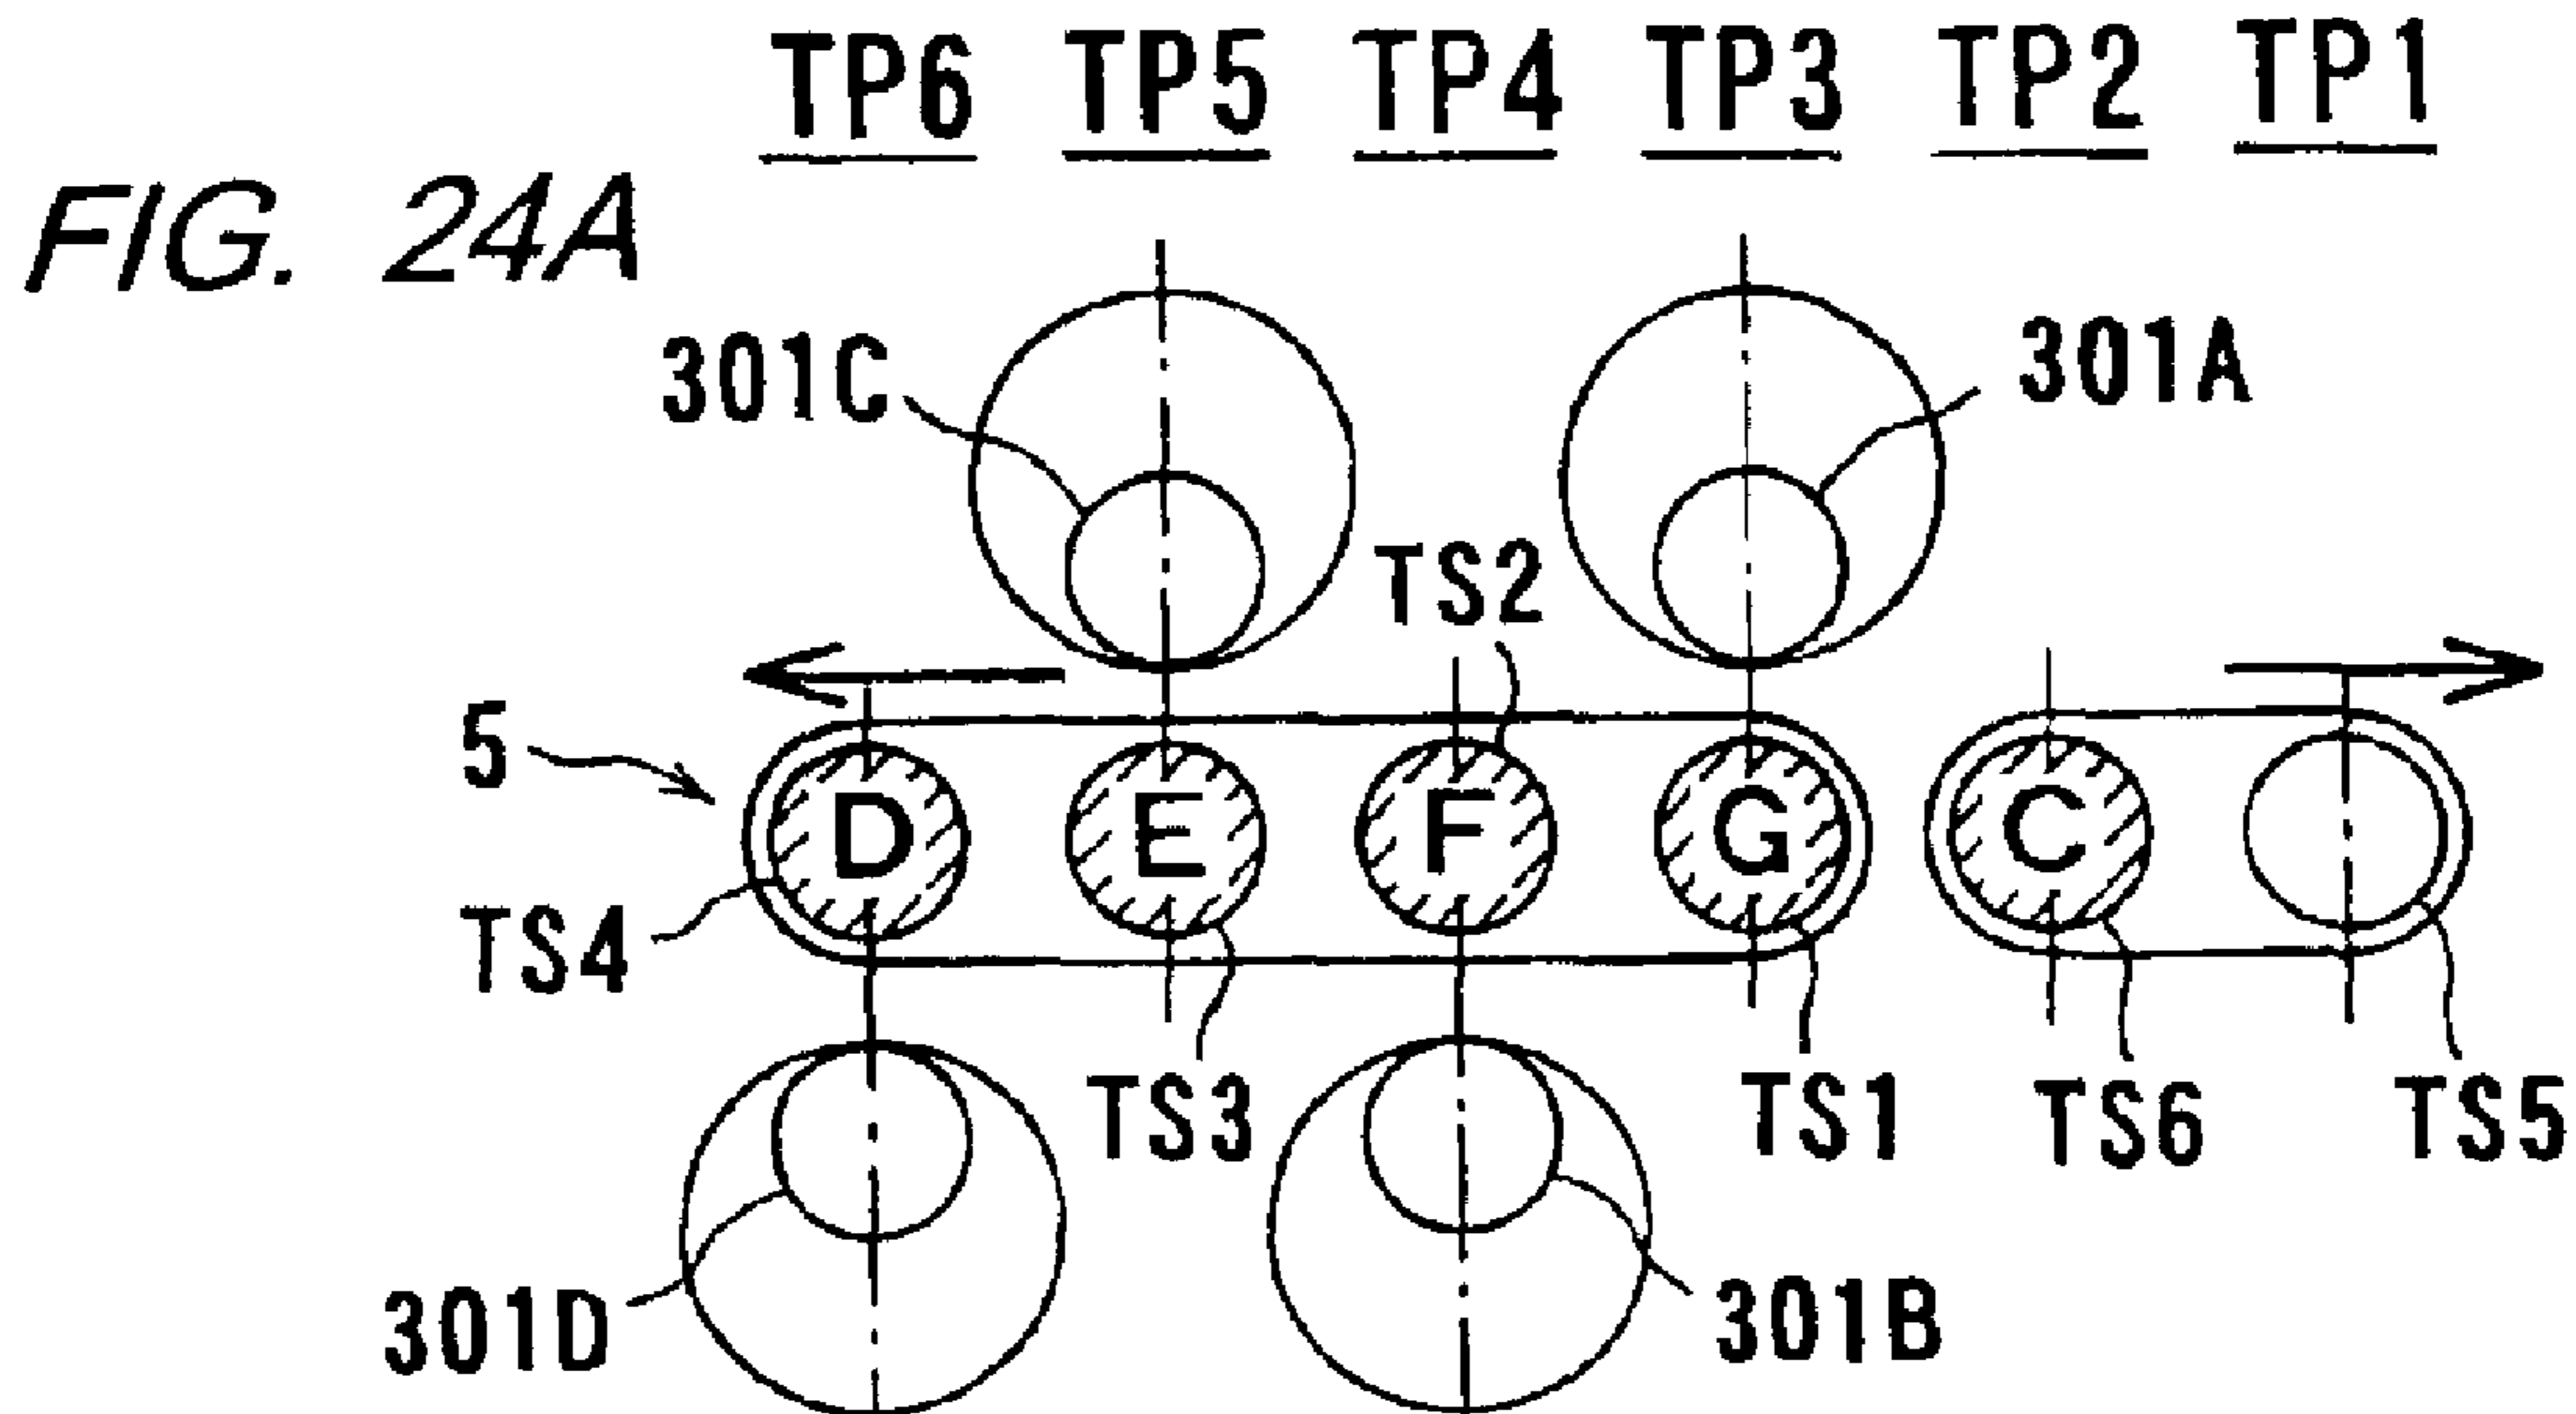 TP6 TP5 TP4 TP3 TP2 TP1
FIG. 24A
301C 301A
TS2
5
D E F G C
TS4
TS3 TS1 TS6 TS5
301D 301B